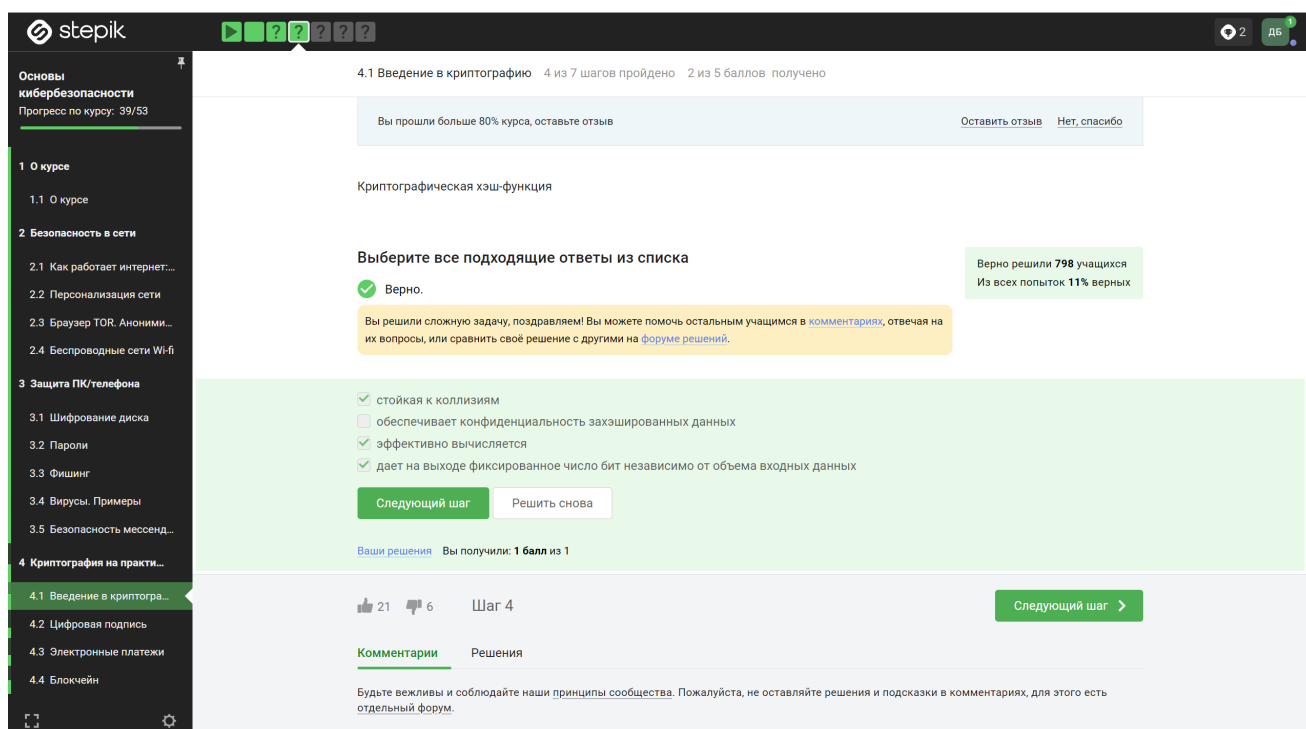 stepik
?
?
?
?
?
2
ДБ
1
Основы
кибербезопасности
Прогресс по курсу: 39/53
1 О курсе
1.1 О курсе
2 Безопасность в сети
2.1 Как работает интернет:...
2.2 Персонализация сети
2.3 Браузер TOR. Аноними...
2.4 Беспроводные сети Wi-fi
3 Защита ПК/телефона
3.1 Шифрование диска
3.2 Пароли
3.3 Фишинг
3.4 Вирусы. Примеры
3.5 Безопасность мессенд...
4 Криптография на практи...
4.1 Введение в криптогра...
4.2 Цифровая подпись
4.3 Электронные платежи
4.4 Блокчейн
4.1 Введение в криптографию 4 из 7 шагов пройдено 2 из 5 баллов получено
Вы прошли больше 80% курса, оставьте отзыв Оставить отзыв Нет, спасибо
Криптографическая хэш-функция
Выберите все подходящие ответы из списка
Верно.
Верно решили 798 учащихся
Из всех попыток 11% верных
Вы решили сложную задачу, поздравляем! Вы можете помочь остальным учащимся в комментариях, отвечая на
их вопросы, или сравнить своё решение с другими на форуме решений.
стойкая к коллизиям
обеспечивает конфиденциальность захэшированных данных
эффективно вычисляется
дает на выходе фиксированное число бит независимо от объема входных данных
Следующий шаг Решить снова
Ваши решения Вы получили: 1 балл из 1
21 6 Шаг 4 Следующий шаг
Комментарии Решения
Будьте вежливы и соблюдайте наши принципы сообщества. Пожалуйста, не оставляйте решения и подсказки в комментариях, для этого есть
отдельный форум.